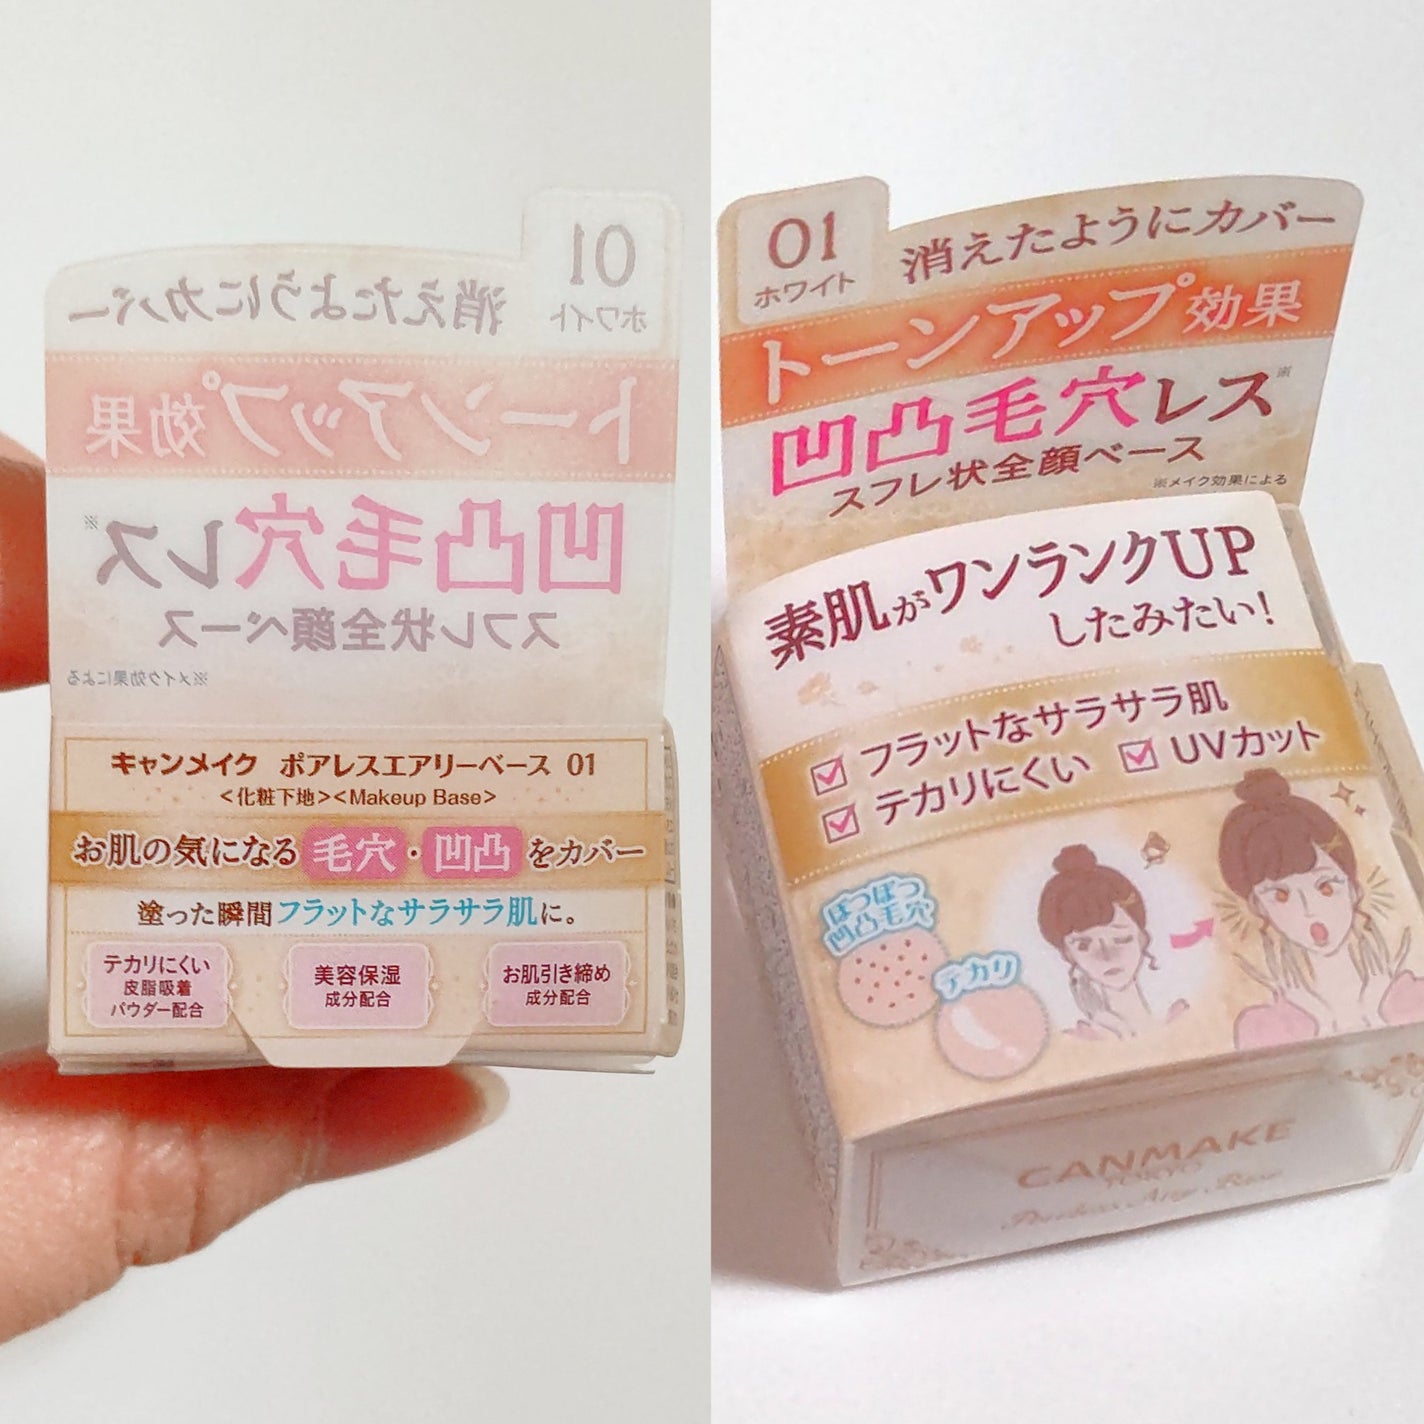 01
ホワイト
消えたようにカバー
トーンアップ効果
凹凸毛穴レス※
スフレ状全顔ベース
※メイク効果による
キャンメイク ポアレスエアリーベース 01
<化粧下地><Makeup Base>
お肌の気になる 毛穴・凹凸 をカバー
塗った瞬間フラットなサラサラ肌に。
テカリにくい
皮脂吸着
パウダー配合
美容保湿
成分配合
お肌引き締め
成分配合
01
ホワイト
消えたようにカバー
トーンアップ効果
凹凸毛穴レス※
スフレ状全顔ベース
※メイク効果による
素肌がワンランクUP
したみたい!
フラットなサラサラ肌
テカリにくい
UVカット
ぽつぽつ
凹凸毛穴
テカリ
CANMAKE
TOKYO
Poreless Airy Base